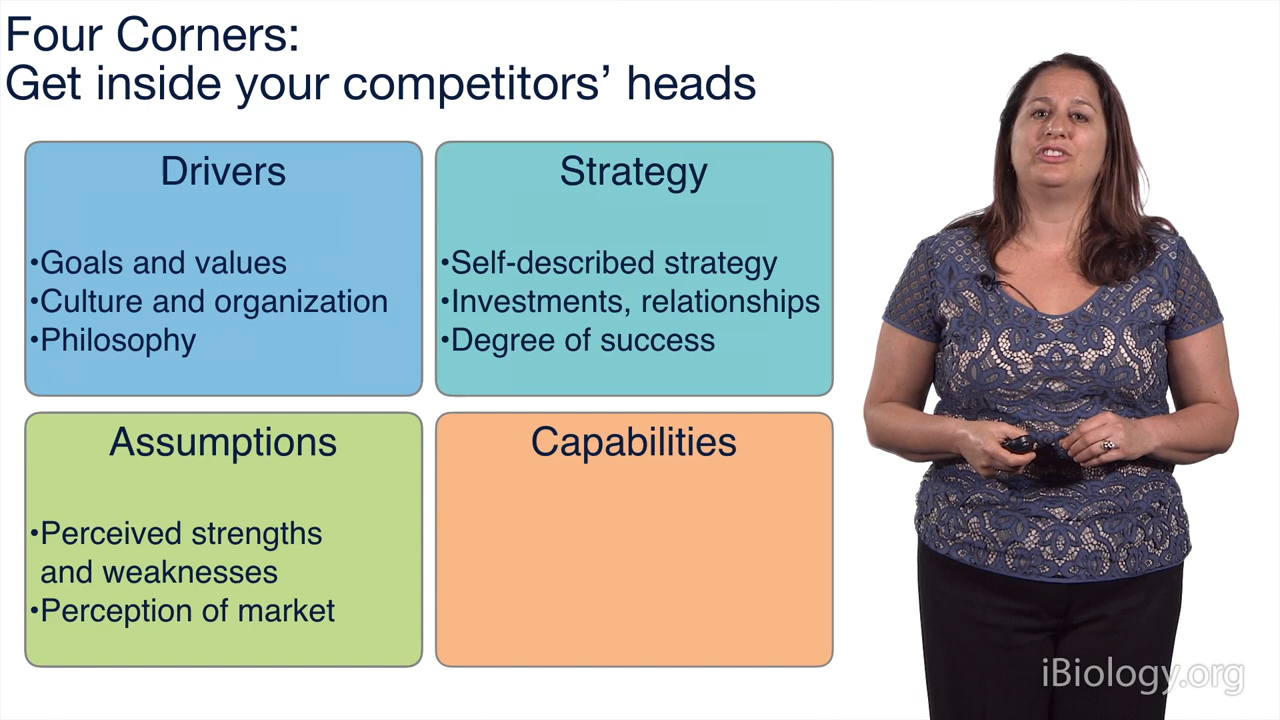 Four Corners:
Get inside your competitors’ heads
Drivers
•Goals and values
•Culture and organization
•Philosophy
Strategy
•Self-described strategy
•Investments, relationships
•Degree of success
Assumptions
•Perceived strengths
and weaknesses
•Perception of market
Capabilities
iBiology.org